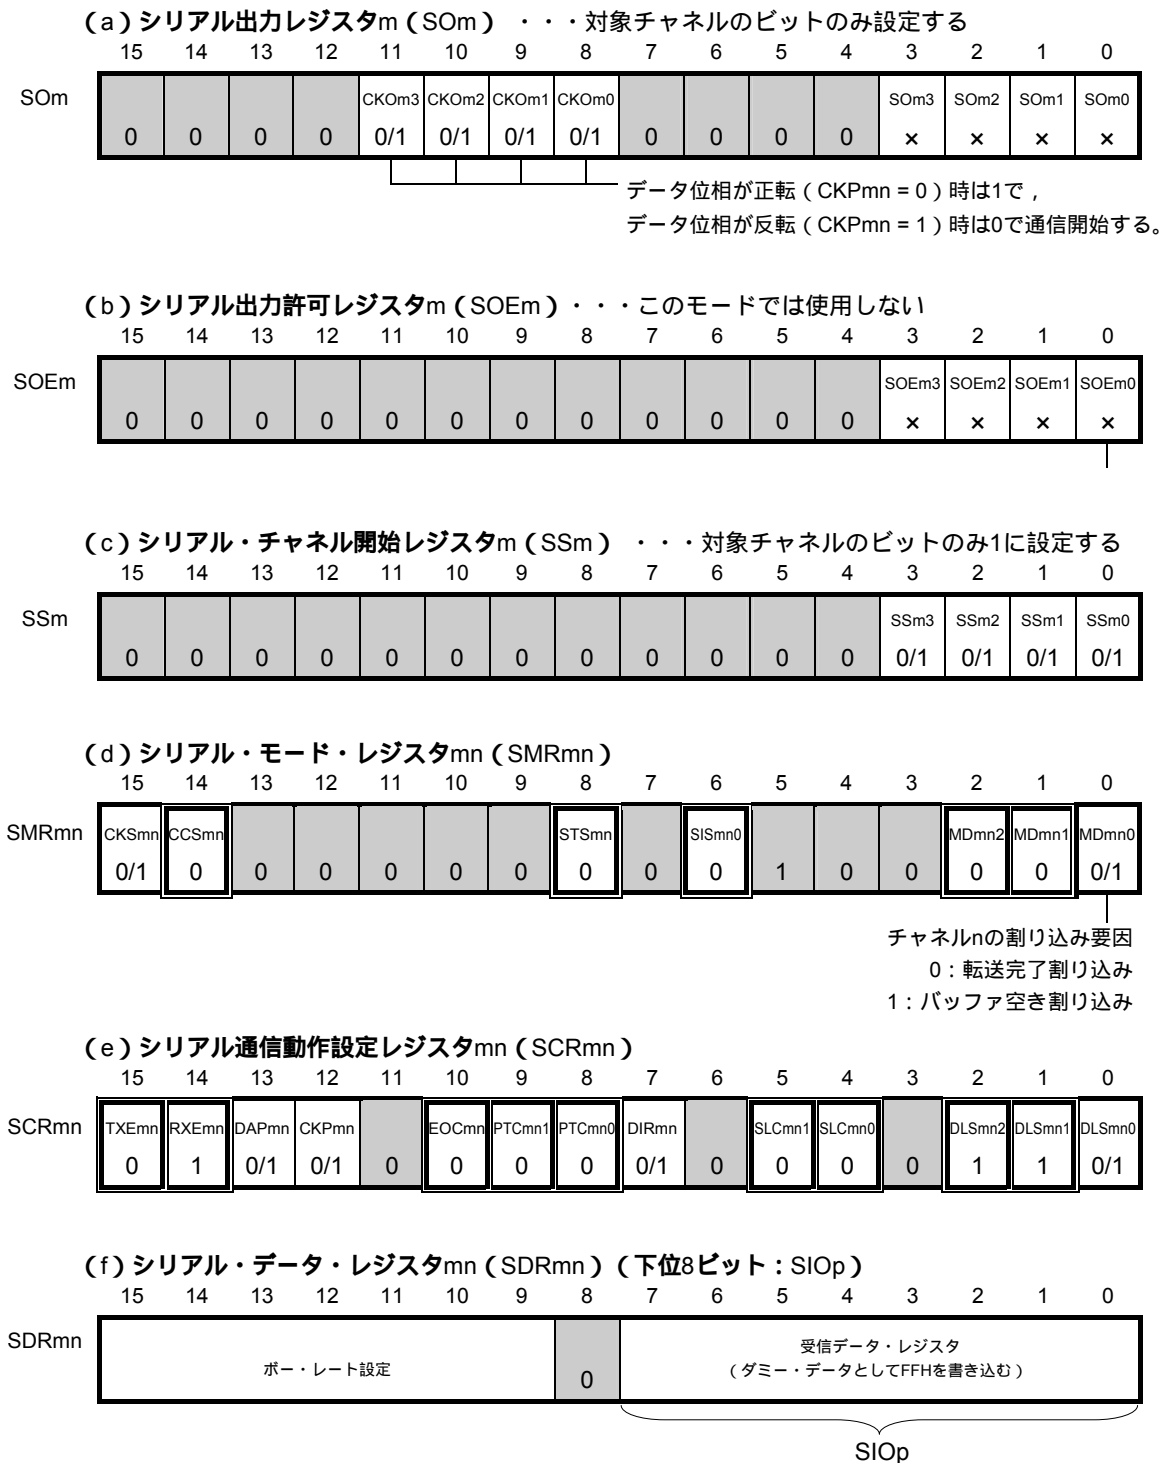 （a）シリアル出力レジスタm（SOm） ・・・対象チャネルのビットのみ設定する
15 14 13 12 11 10 9 8 7 6 5 4 3 2 1 0
SOm CKOm3 CKOm2 CKOm1 CKOm0 SOm3 SOm2 SOm1 SOm0
0 0 0 0 0/1 0/1 0/1 0/1 0 0 0 0 × × × ×
データ位相が正転（CKPmn = 0）時は1で，
データ位相が反転（CKPmn = 1）時は0で通信開始する。
（b）シリアル出力許可レジスタm（SOEm）・・・このモードでは使用しない
15 14 13 12 11 10 9 8 7 6 5 4 3 2 1 0
SOEm SOEm3 SOEm2 SOEm1 SOEm0
0 0 0 0 0 0 0 0 0 0 0 0 × × × ×
（c）シリアル・チャネル開始レジスタm（SSm） ・・・対象チャネルのビットのみ1に設定する
15 14 13 12 11 10 9 8 7 6 5 4 3 2 1 0
SSm SSm3 SSm2 SSm1 SSm0
0 0 0 0 0 0 0 0 0 0 0 0 0/1 0/1 0/1 0/1
（d）シリアル・モード・レジスタmn（SMRmn）
15 14 13 12 11 10 9 8 7 6 5 4 3 2 1 0
SMRmn CKSmn CCSmn STSmn SISmn0 MDmn2 MDmn1 MDmn0
0/1 0 0 0 0 0 0 0 0 0 1 0 0 0 0 0/1
チャネルnの割り込み要因
0：転送完了割り込み
1：バッファ空き割り込み
（e）シリアル通信動作設定レジスタmn（SCRmn）
15 14 13 12 11 10 9 8 7 6 5 4 3 2 1 0
SCRmn TXEmn RXEmn DAPmn CKPmn EOCmn PTCmn1 PTCmn0 DIRmn SLCmn1 SLCmn0 DLSmn2 DLSmn1 DLSmn0
0 1 0/1 0/1 0 0 0 0 0/1 0 0 0 0 1 1 0/1
（f）シリアル・データ・レジスタmn（SDRmn）（下位8ビット：SIOp）
15 14 13 12 11 10 9 8 7 6 5 4 3 2 1 0
SDRmn ボー・レート設定 0 受信データ・レジスタ
（ダミー・データとしてFFHを書き込む）
SIOp